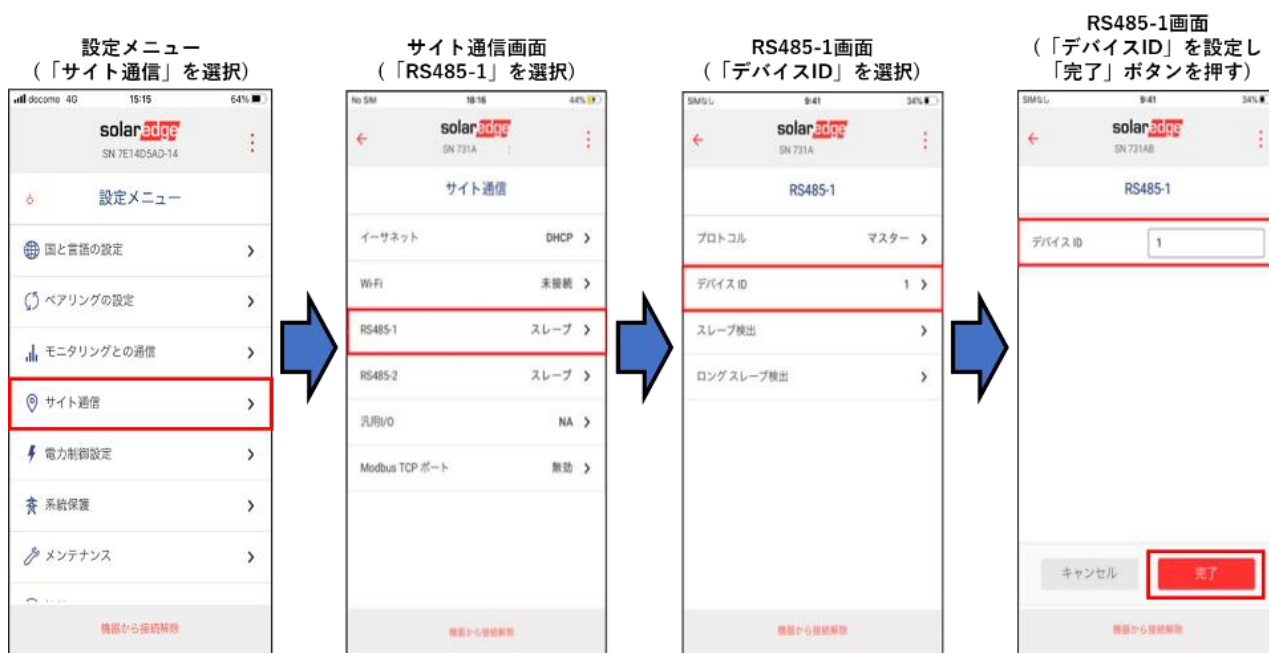 設定メニュー
(「サイト通信」を選択)
docomo 4G 15:15 64%
solaredge
SN 7E14D5AD-14
設定メニュー
国と言語の設定
ペアリングの設定
モニタリングとの通信
サイト通信
電力制御設定
系統保護
メンテナンス
機器から接続解除
サイト通信画面
(「RS485-1」を選択)
No SIM 18:16 44%
solaredge
SN 731A
サイト通信
イーサネット DHCP
Wi-Fi 未接続
RS485-1 スレーブ
RS485-2 スレーブ
汎用I/O NA
Modbus TCP ポート 無効
機器から接続解除
RS485-1画面
(「デバイスID」を選択)
SIMなし 9:41 34%
solaredge
SN 731A
RS485-1
プロトコル マスター
デバイス ID 1
スレーブ検出
ロング スレーブ検出
機器から接続解除
RS485-1画面
(「デバイスID」を設定し
「完了」ボタンを押す)
SIMなし 9:41 34%
solaredge
SN 731AB
RS485-1
デバイス ID 1
キャンセル 完了
機器から接続解除